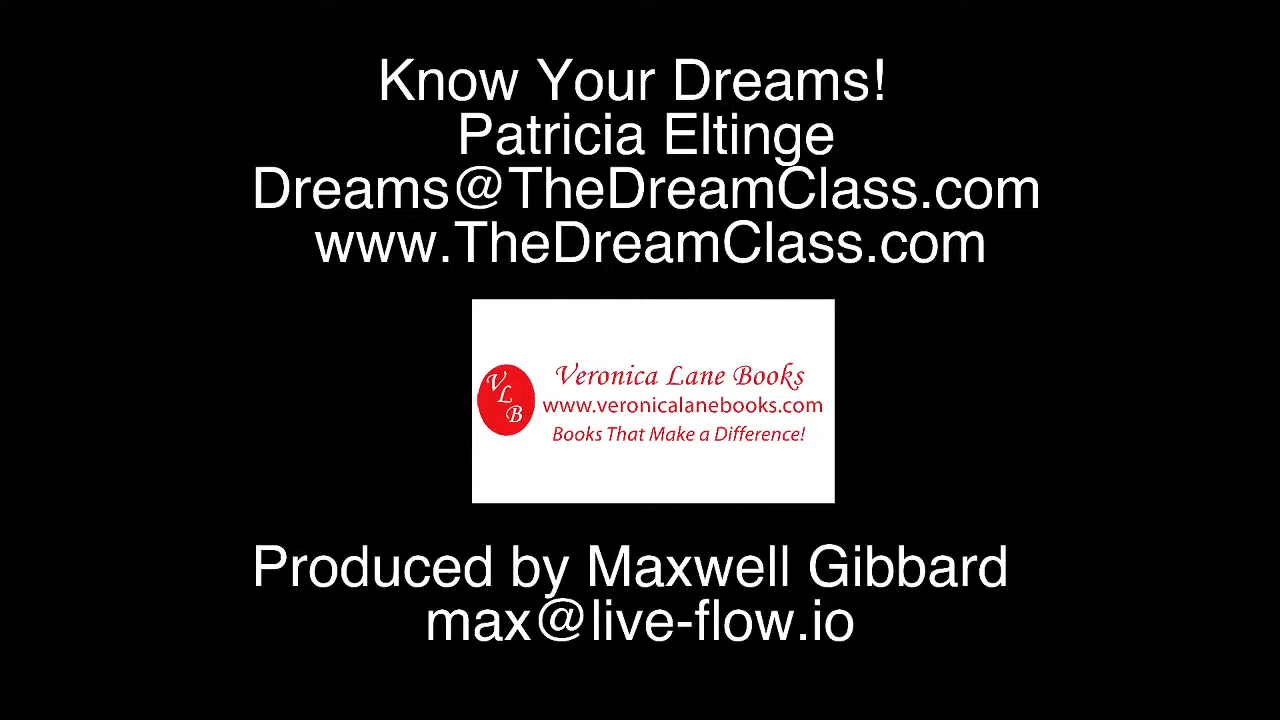 Know Your Dreams!
Patricia Eltinge
Dreams@TheDreamClass.com
www.TheDreamClass.com
V
L
B
Veronica Lane Books
www.veronicalanebooks.com
Books That Make a Difference!
Produced by Maxwell Gibbard
max@live-flow.io